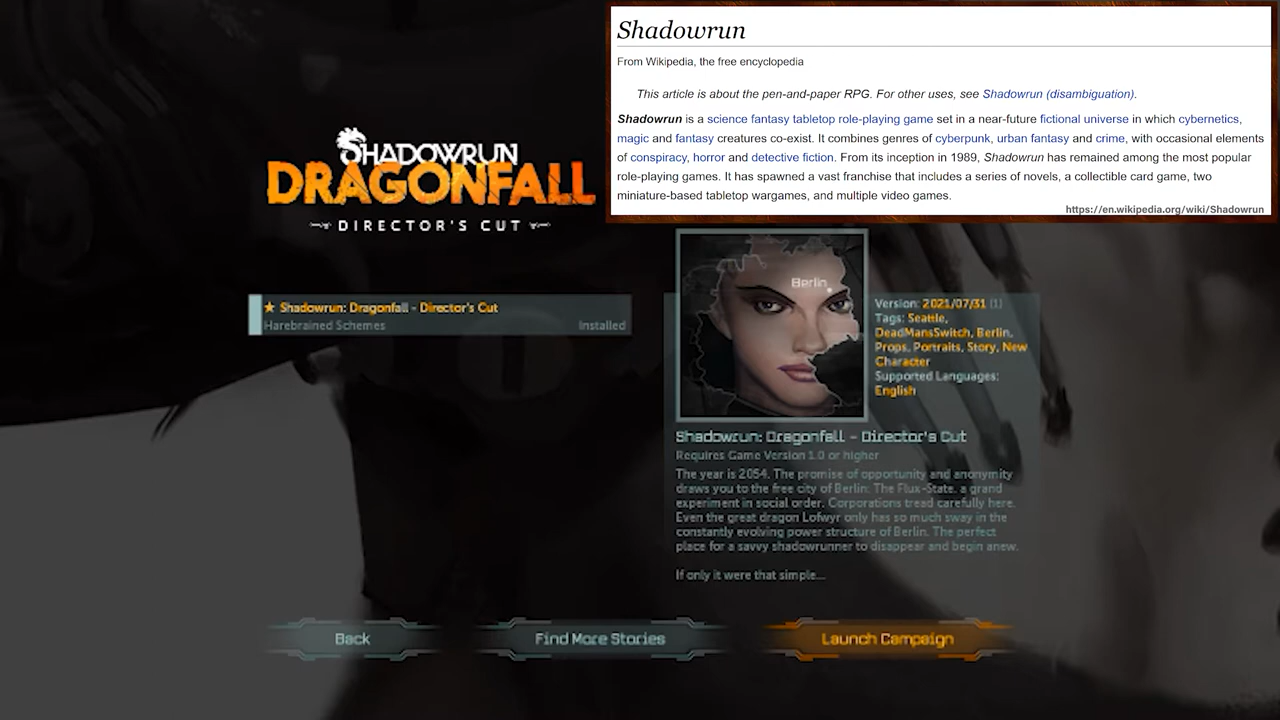 Shadowrun
From Wikipedia, the free encyclopedia
This article is about the pen-and-paper RPG. For other uses, see Shadowrun (disambiguation).
Shadowrun is a science fantasy tabletop role-playing game set in a near-future fictional universe in which cybernetics,
magic and fantasy creatures co-exist. It combines genres of cyberpunk, urban fantasy and crime, with occasional elements
of conspiracy, horror and detective fiction. From its inception in 1989, Shadowrun has remained among the most popular
role-playing games. It has spawned a vast franchise that includes a series of novels, a collectible card game, two
miniature-based tabletop wargames, and multiple video games.
https://en.wikipedia.org/wiki/Shadowrun
SHADOWRUN
DRAGONFALL
DIRECTOR'S CUT
★ Shadowrun: Dragonfall - Director's Cut
Harebrained Schemes Installed
Berlin
Version: 2021/07/31 (1)
Tags: Seattle,
DeadMansSwitch, Berlin,
Props, Portraits, Story, New
Character
Supported Languages:
English
Shadowrun: Dragonfall - Director's Cut
Requires Game Version 1.0 or higher
The year is 2054. The promise of opportunity and anonymity
draws you to the free city of Berlin: The Flux-State, a grand
experiment in social order. Corporations tread carefully here.
Even the great dragon Lofwyr only has so much sway in the
constantly evolving power structure of Berlin. The perfect
place for a savvy shadowrunner to disappear and begin anew.
If only it were that simple...
Back
Find More Stories
Launch Campaign